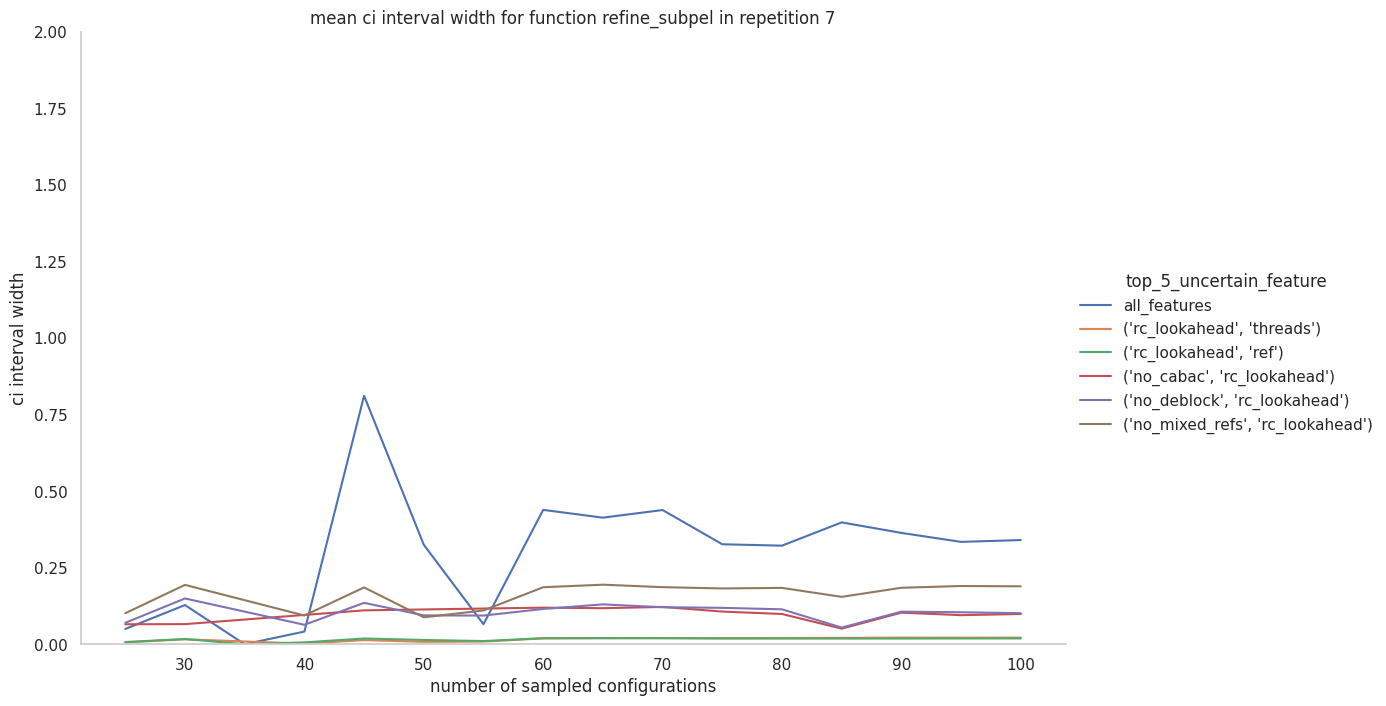 mean ci interval width for function refine_subpel in repetition 7
2.00
1.75
1.50
1.25
1.00
0.75
0.50
0.25
0.00
ci interval width
30
40
50
60
70
80
90
100
number of sampled configurations
top_5_uncertain_feature
all_features
('rc_lookahead', 'threads')
('rc_lookahead', 'ref')
('no_cabac', 'rc_lookahead')
('no_deblock', 'rc_lookahead')
('no_mixed_refs', 'rc_lookahead')